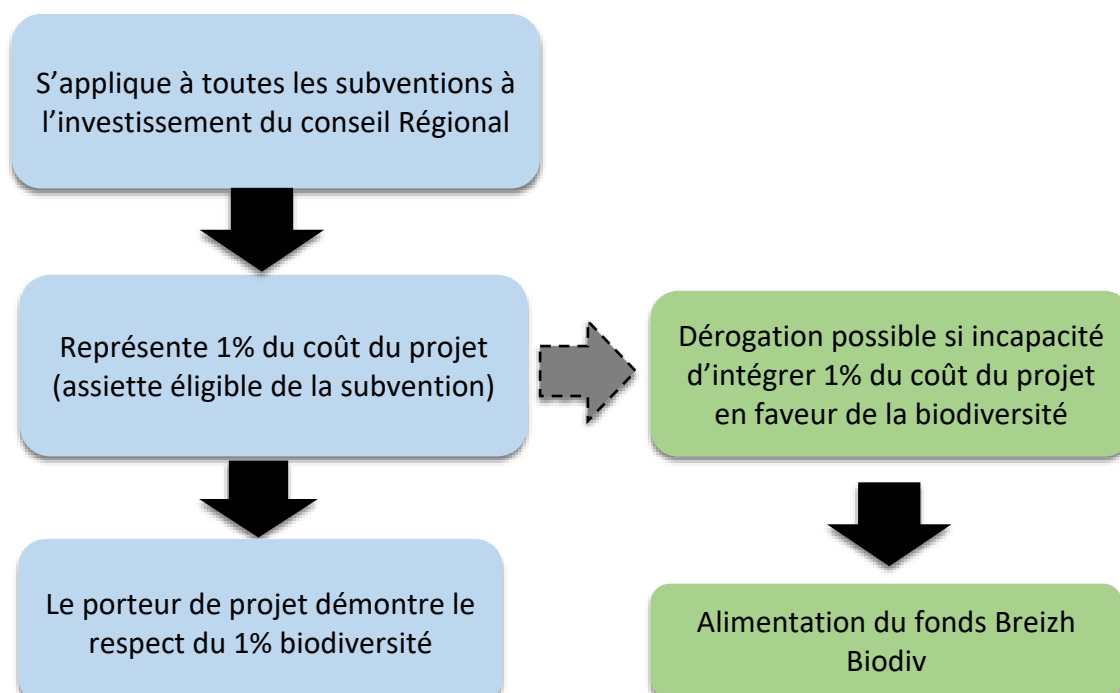 S’applique à toutes les subventions à
l’investissement du conseil Régional
Représente 1% du coût du projet
(assiette éligible de la subvention)
Dérogation possible si incapacité
d’intégrer 1% du coût du projet
en faveur de la biodiversité
Le porteur de projet démontre le
respect du 1% biodiversité
Alimentation du fonds Breizh
Biodiv